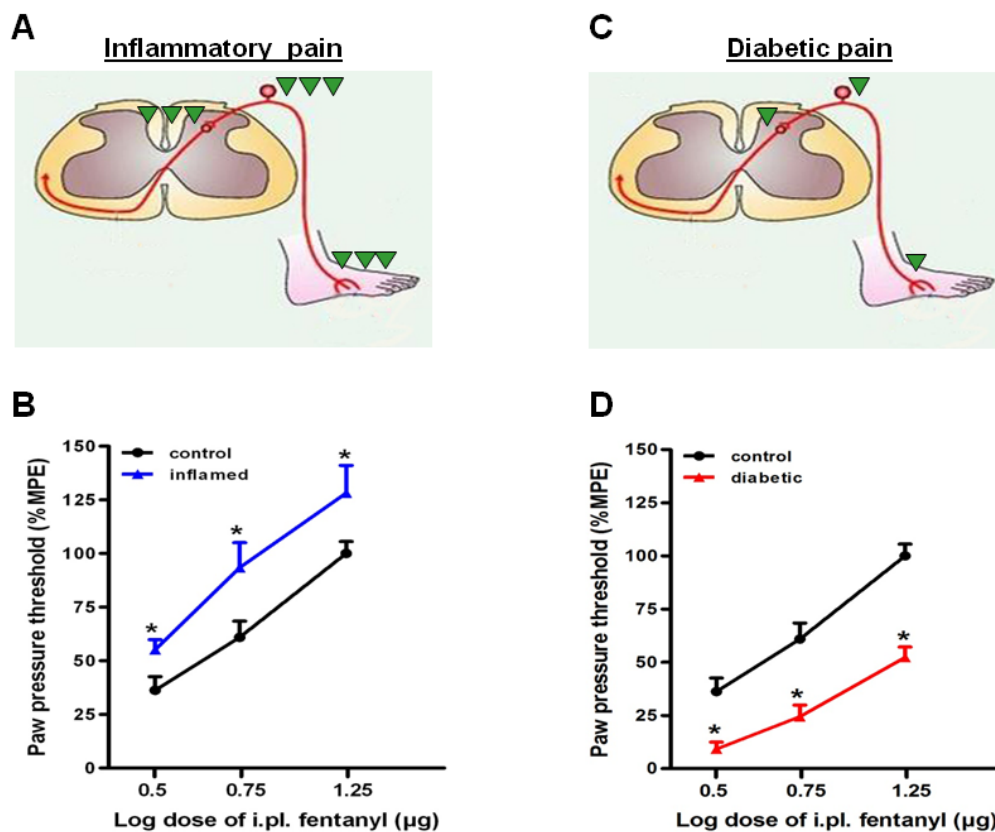 A
Inflammatory pain
C
Diabetic pain
B
150
125
100
75
50
25
0
Paw pressure threshold (%MPE)
control
inflamed
*
*
*
0.5
0.75
1.25
Log dose of i.pl. fentanyl (µg)
D
150
125
100
75
50
25
0
Paw pressure threshold (%MPE)
control
diabetic
*
*
*
0.5
0.75
1.25
Log dose of i.pl. fentanyl (µg)